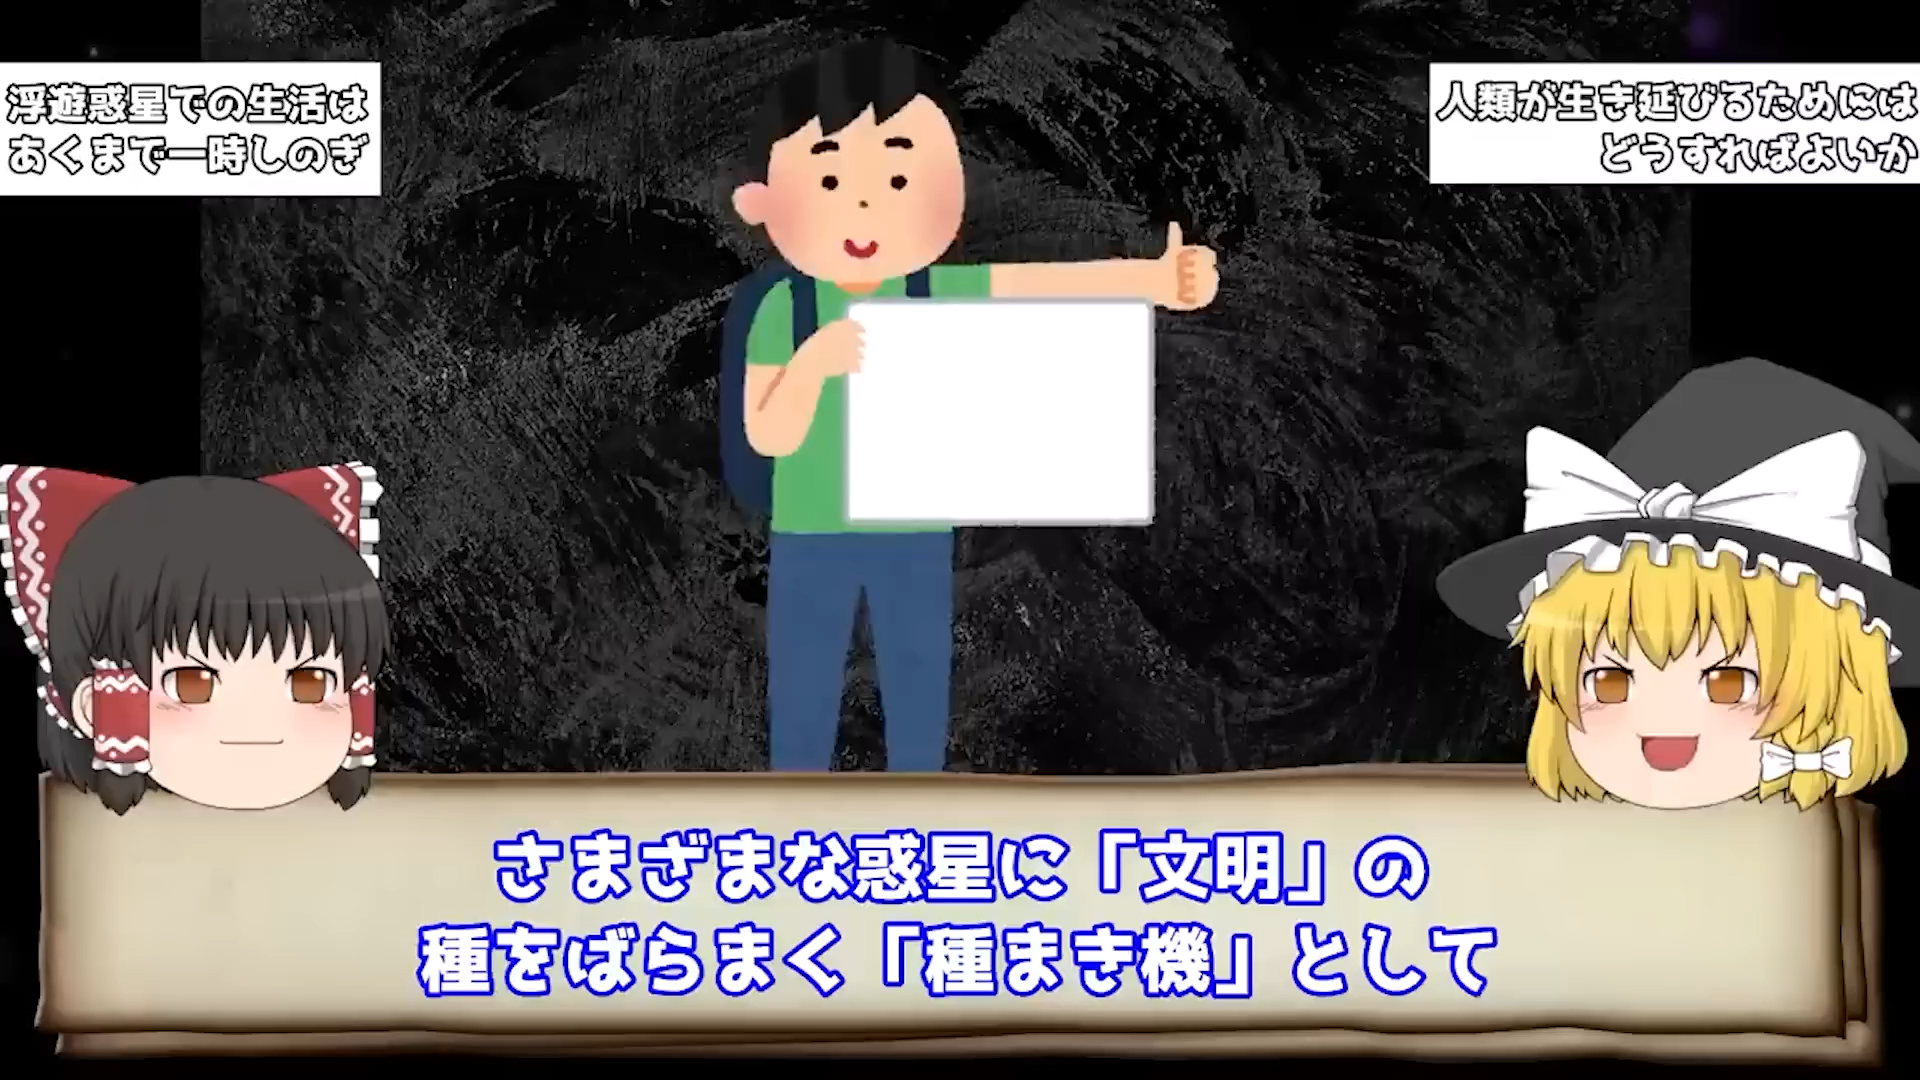 浮遊惑星での生活は
あくまで一時しのぎ
人類が生き延びるためには
どうすればよいか
さまざまな惑星に「文明」の
種をばらまく「種まき機」として